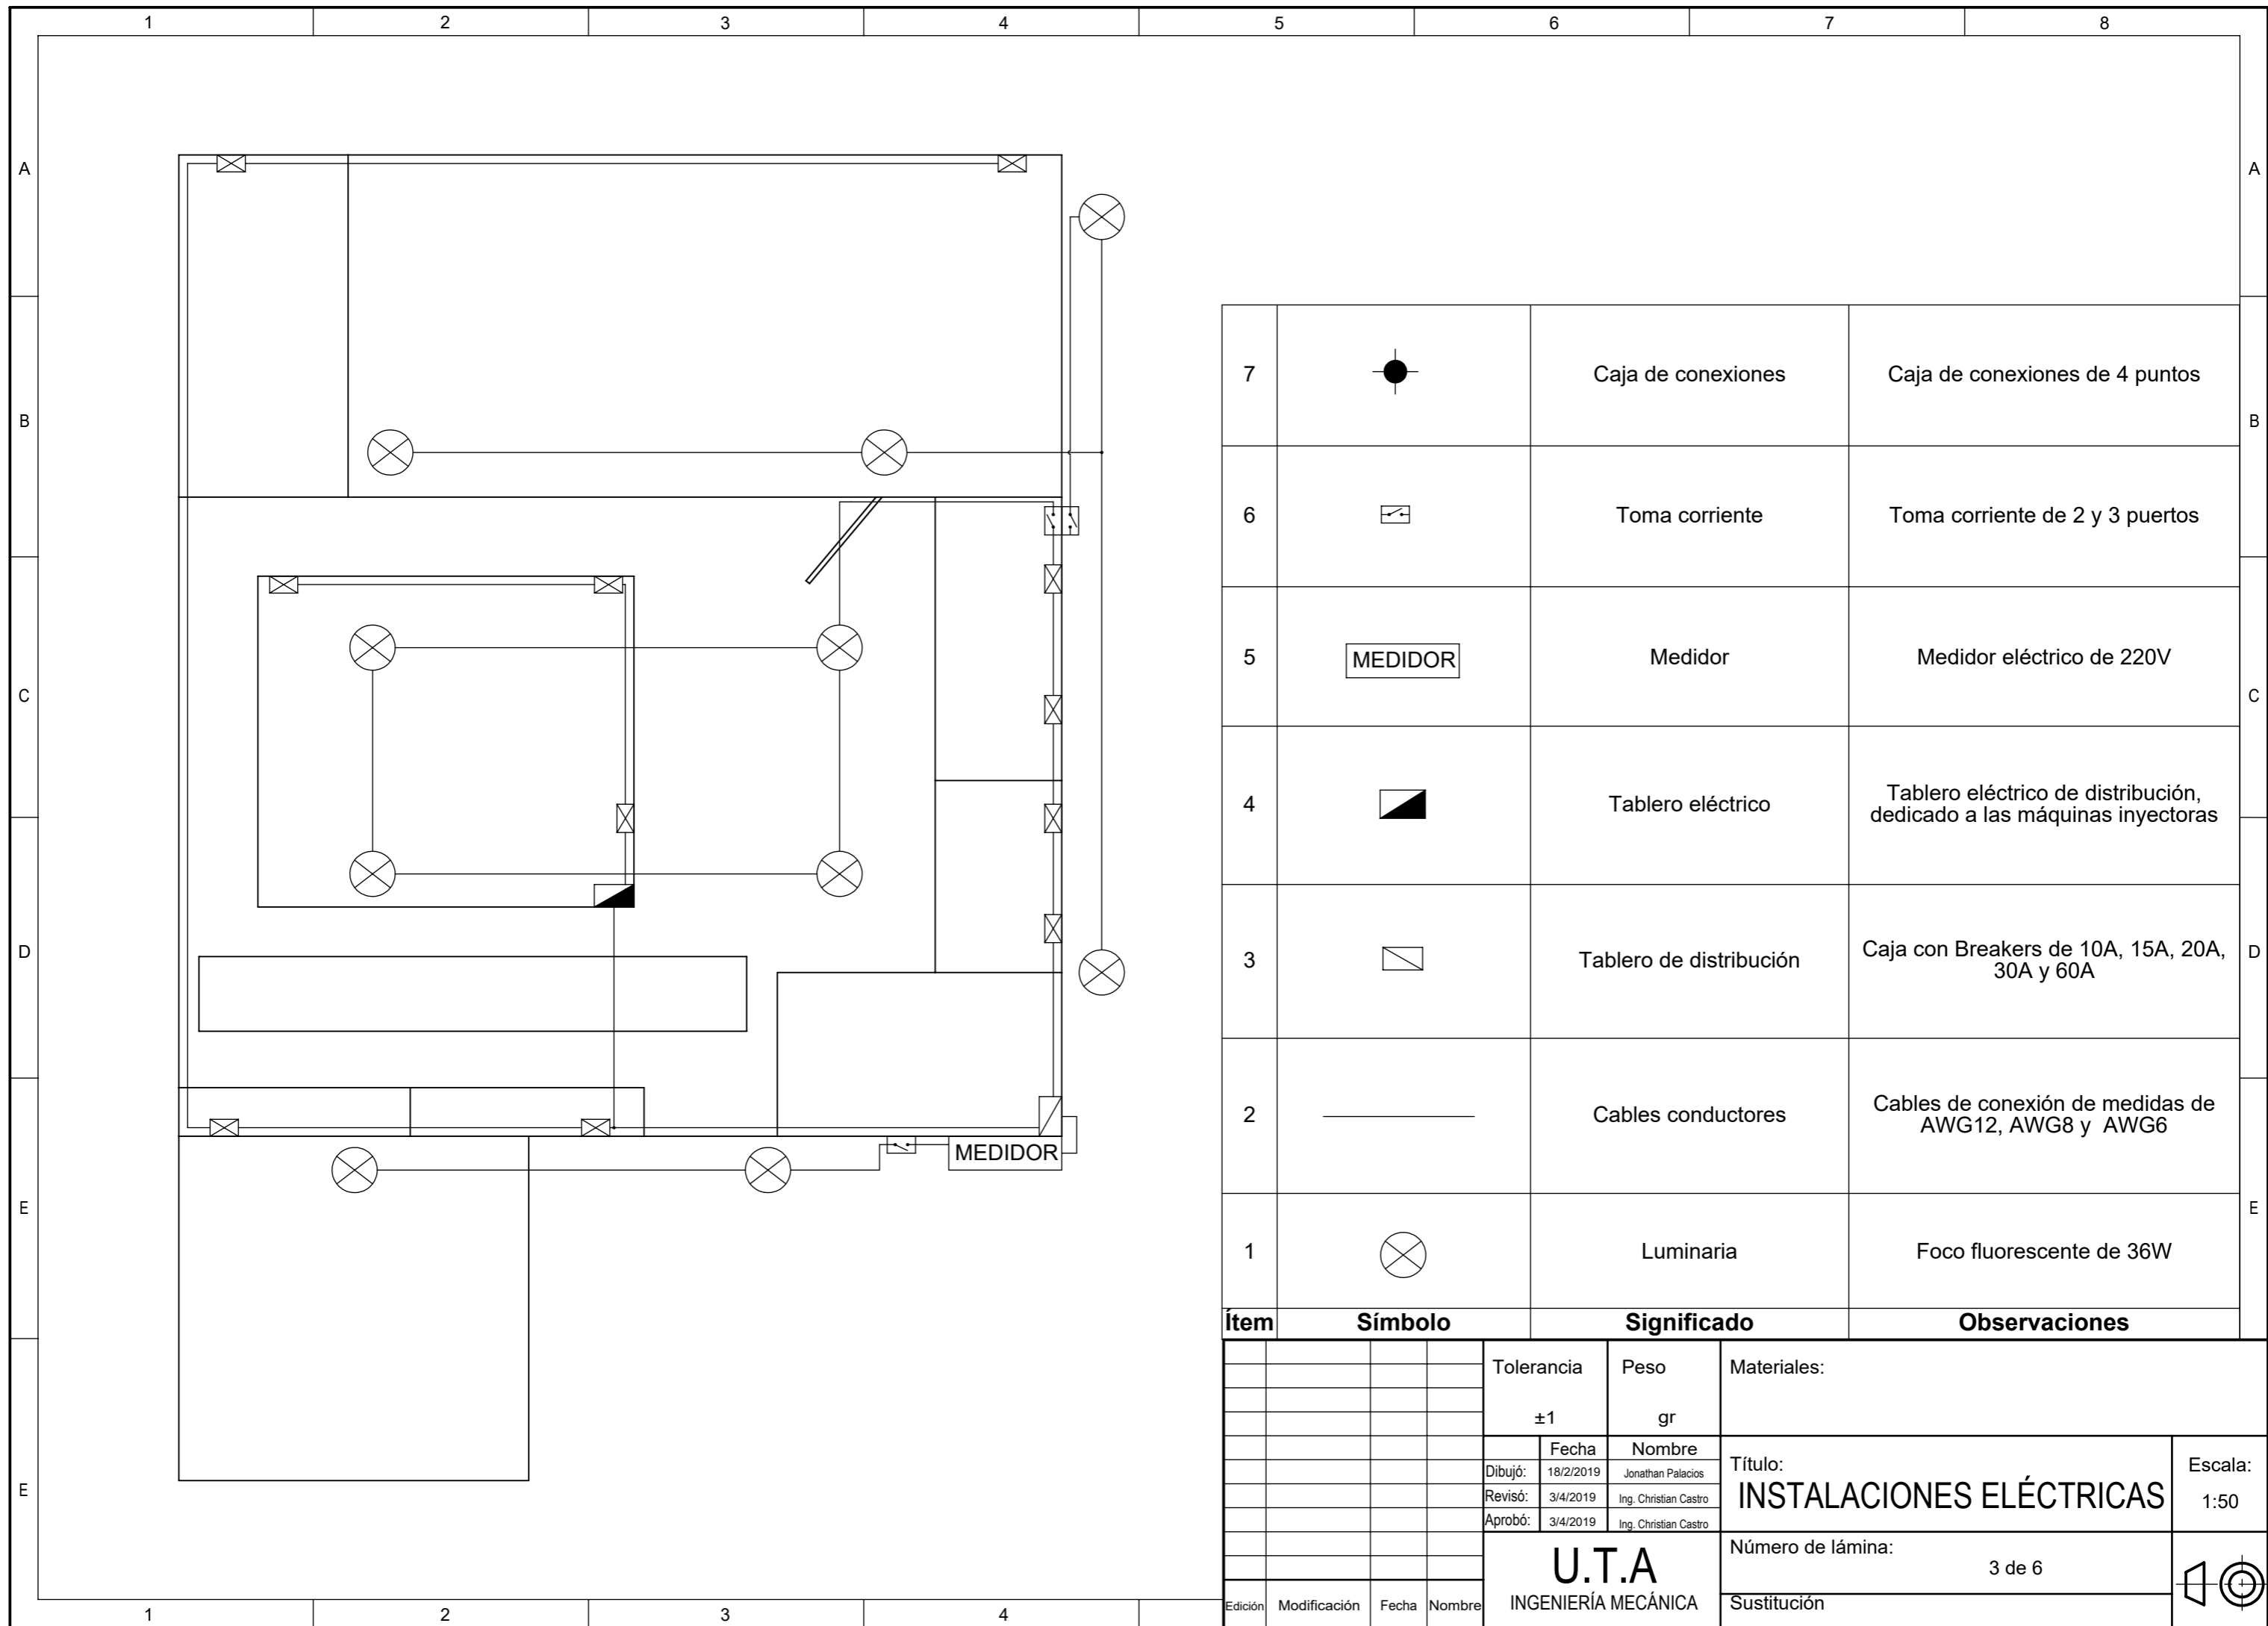 1 2 3 4 5 6 7 8
A A
B B
C C
D D
E E
E
MEDIDOR
7 Caja de conexiones Caja de conexiones de 4 puntos
6 Toma corriente Toma corriente de 2 y 3 puertos
5 MEDIDOR Medidor Medidor eléctrico de 220V
4 Tablero eléctrico Tablero eléctrico de distribución,
dedicado a las máquinas inyectoras
3 Tablero de distribución Caja con Breakers de 10A, 15A, 20A,
30A y 60A
2 Cables conductores Cables de conexión de medidas de
AWG12, AWG8 y AWG6
1 Luminaria Foco fluorescente de 36W
Ítem Símbolo Significado Observaciones
Tolerancia Peso Materiales:
±1 gr
Fecha Nombre
Dibujó: 18/2/2019 Jonathan Palacios
Revisó: 3/4/2019 Ing. Christian Castro
Aprobó: 3/4/2019 Ing. Christian Castro
Título:
INSTALACIONES ELÉCTRICAS
Escala:
1:50
U.T.A
INGENIERÍA MECÁNICA
Número de lámina:
3 de 6
Sustitución
Edición Modificación Fecha Nombre
1 2 3 4